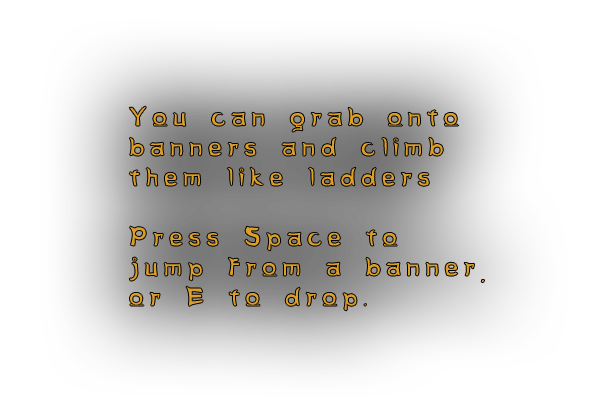 You can grab onto
banners and climb
them like ladders
Press Space to
jump from a banner,
or E to drop.